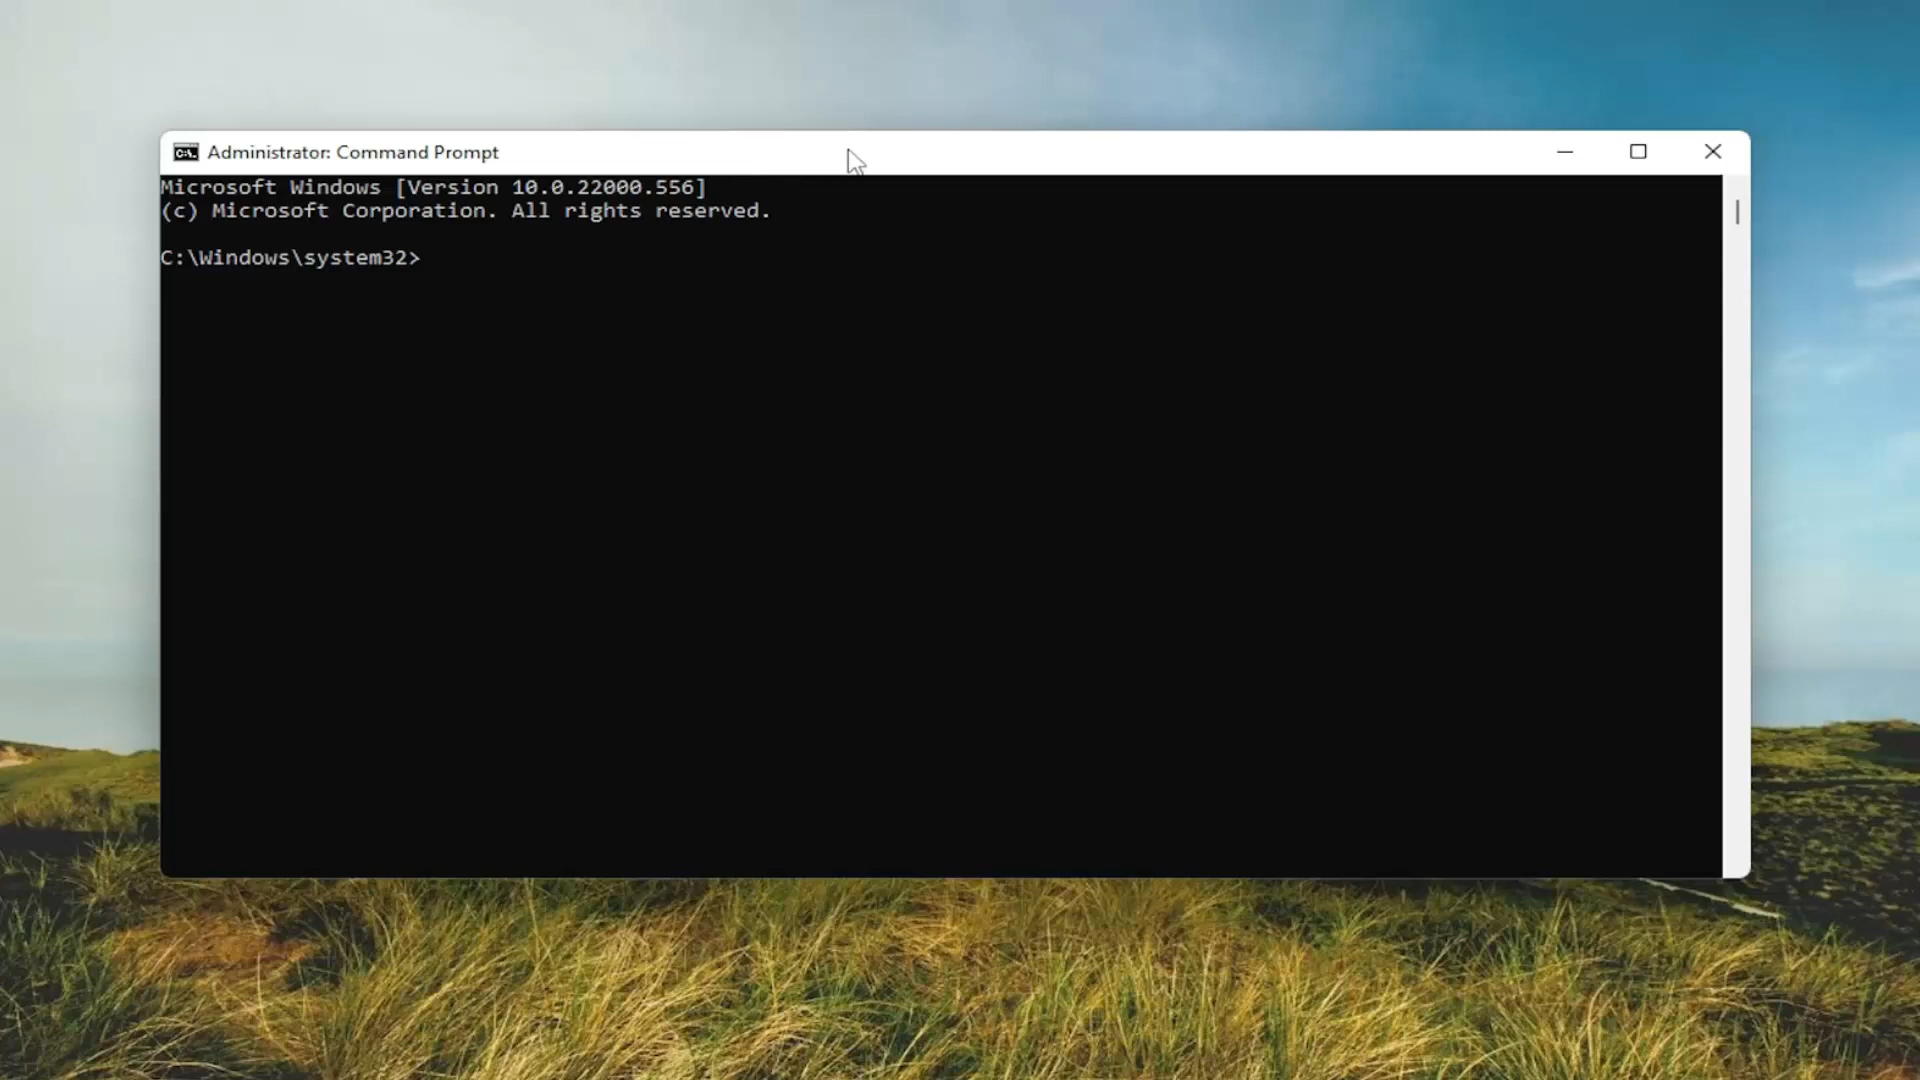 Administrator: Command Prompt
Microsoft Windows [Version 10.0.22000.556]
(c) Microsoft Corporation. All rights reserved.
C:\Windows\system32>